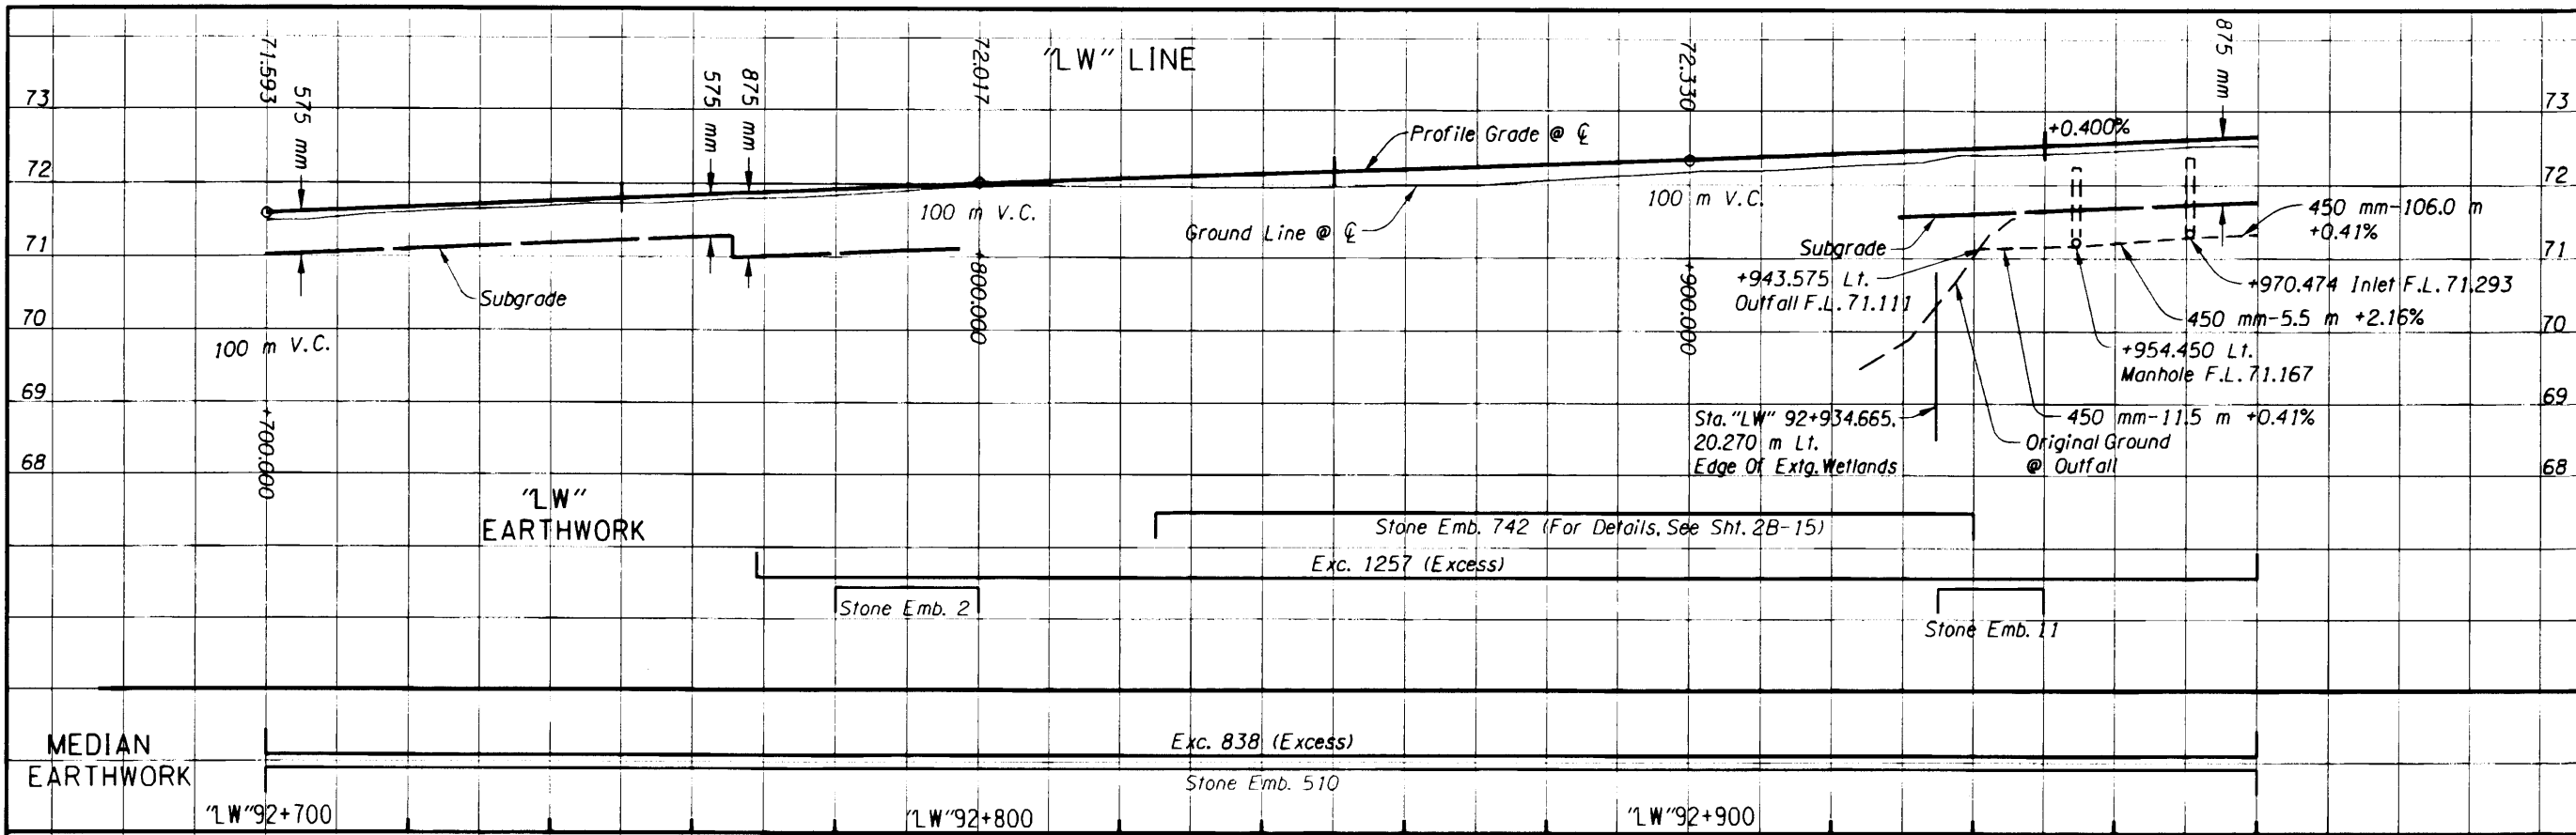 "LW" LINE
71.593
575 mm
575 mm
875 mm
72.017
72.330
875 mm
73
73
Profile Grade @ ℄
+0.400%
72
72
100 m V.C.
100 m V.C.
450 mm-106.0 m
+0.41%
71
Ground Line @ ℄
Subgrade
71
+943.575 Lt.
Outfall F.L. 71.111
+970.474 Inlet F.L. 71.293
Subgrade
+800.000
+900.000
70
450 mm-5.5 m +2.16%
70
100 m V.C.
+954.450 Lt.
Manhole F.L. 71.167
69
69
+700.000
Sta. "LW" 92+934.665,
20.270 m Lt.
Edge Of Extg. Wetlands
450 mm-11.5 m +0.41%
Original Ground
@ Outfall
68
68
"LW"
EARTHWORK
Stone Emb. 742 (For Details, See Sht. 2B-15)
Exc. 1257 (Excess)
Stone Emb. 2
Stone Emb. 11
MEDIAN
EARTHWORK
Exc. 838 (Excess)
Stone Emb. 510
"LW"92+700
"LW"92+800
"LW"92+900